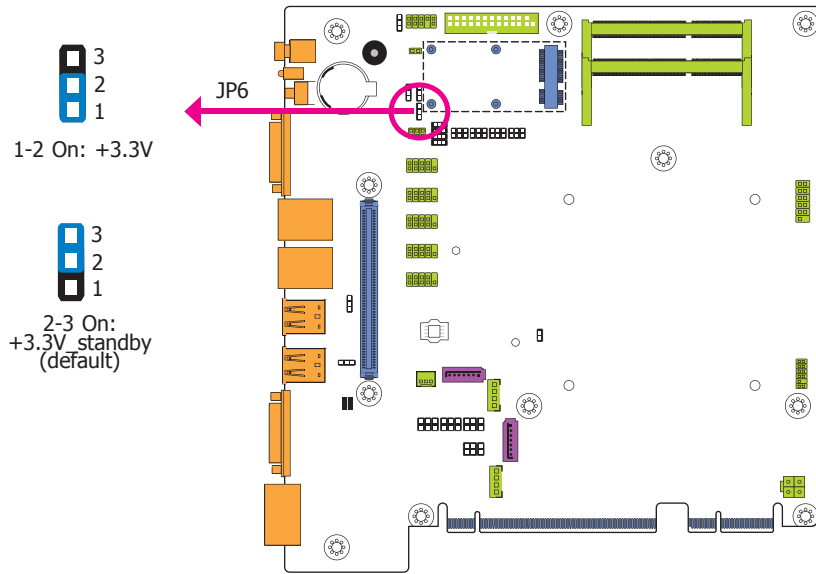 3
2
1
1-2 On: +3.3V
JP6
3
2
1
2-3 On:
+3.3V_standby
(default)